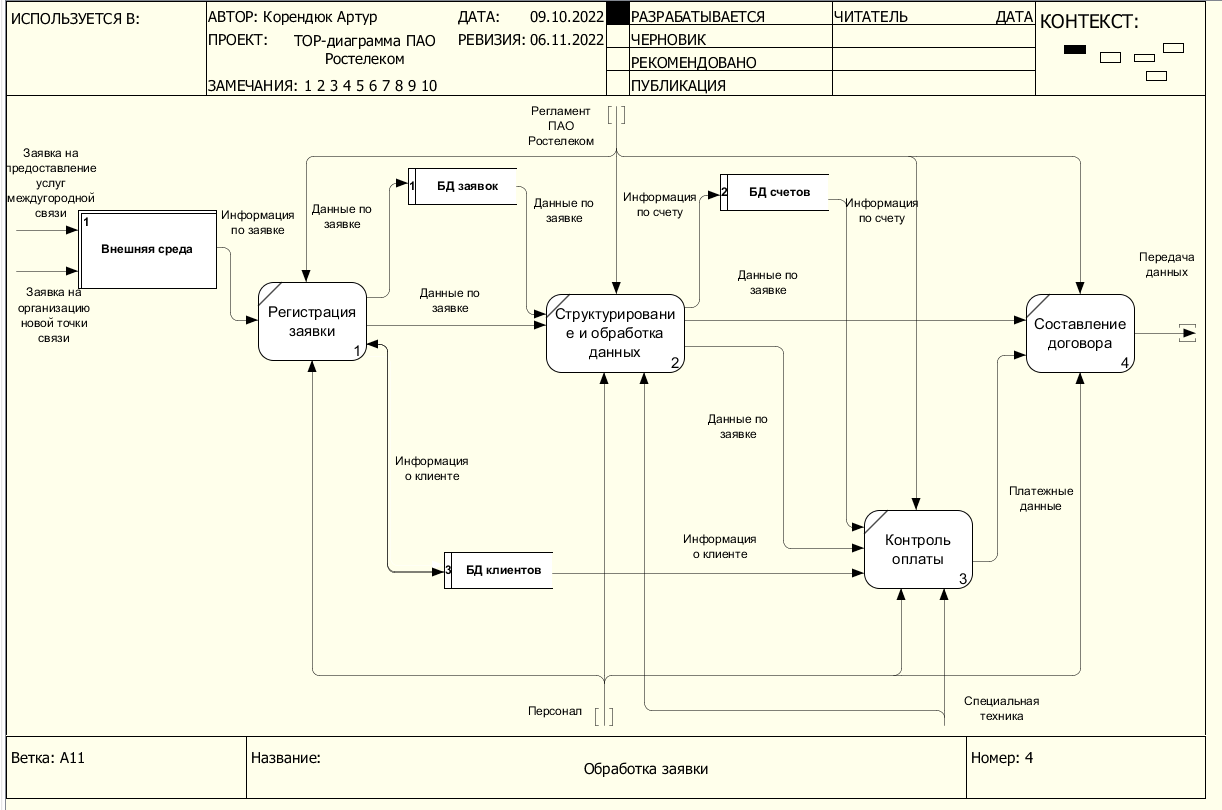 ИСПОЛЬЗУЕТСЯ В:
АВТОР: Корендюк Артур
ДАТА: 09.10.2022
РАЗРАБАТЫВАЕТСЯ
ЧИТАТЕЛЬ
ДАТА
КОНТЕКСТ:
ПРОЕКТ: TOP-диаграмма ПАО
Ростелеком
РЕВИЗИЯ: 06.11.2022
ЧЕРНОВИК
РЕКОМЕНДОВАНО
ЗАМЕЧАНИЯ: 1 2 3 4 5 6 7 8 9 10
ПУБЛИКАЦИЯ
Регламент
ПАО
Ростелеком
Заявка на
предоставление
услуг
междугородной
связи
1
Внешняя среда
Заявка на
организацию
новой точки
связи
Информация
по заявке
Данные по
заявке
1
БД заявок
Данные по
заявке
Информация
по счету
2
БД счетов
Информация
по счету
Передача
данных
Регистрация
заявки
1
Данные по
заявке
Структурировани
е и обработка
данных
2
Данные по
заявке
Составление
договора
4
Данные по
заявке
Информация
о клиенте
Платежные
данные
3
БД клиентов
Информация
о клиенте
Контроль
оплаты
3
Персонал
Специальная
техника
Ветка: A11
Название:
Обработка заявки
Номер: 4